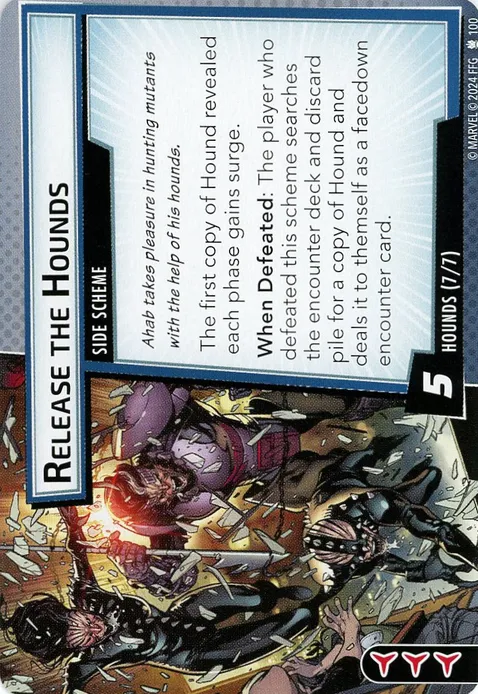 RELEASE THE HOUNDS
SIDE SCHEME
Ahab takes pleasure in hunting mutants
with the help of his hounds.
The first copy of Hound revealed
each phase gains surge.
When Defeated: The player who
defeated this scheme searches
the encounter deck and discard
pile for a copy of Hound and
deals it to themself as a facedown
encounter card.
5
HOUNDS (7/7)
© MARVEL © 2024 FFG 100